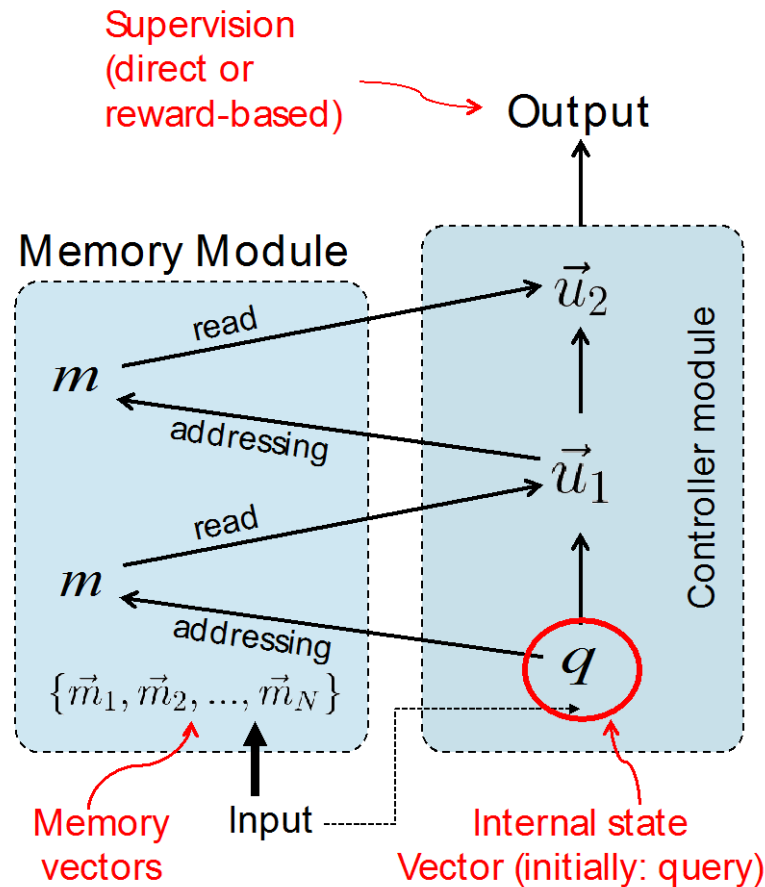 Supervision
(direct or
reward-based)
Output
Memory Module
read
m
addressing
read
m
addressing
{m⃗₁, m⃗₂, ..., m⃗_N}
u⃗₂
u⃗₁
q
Controller module
Input
Memory
vectors
Internal state
Vector (initially: query)